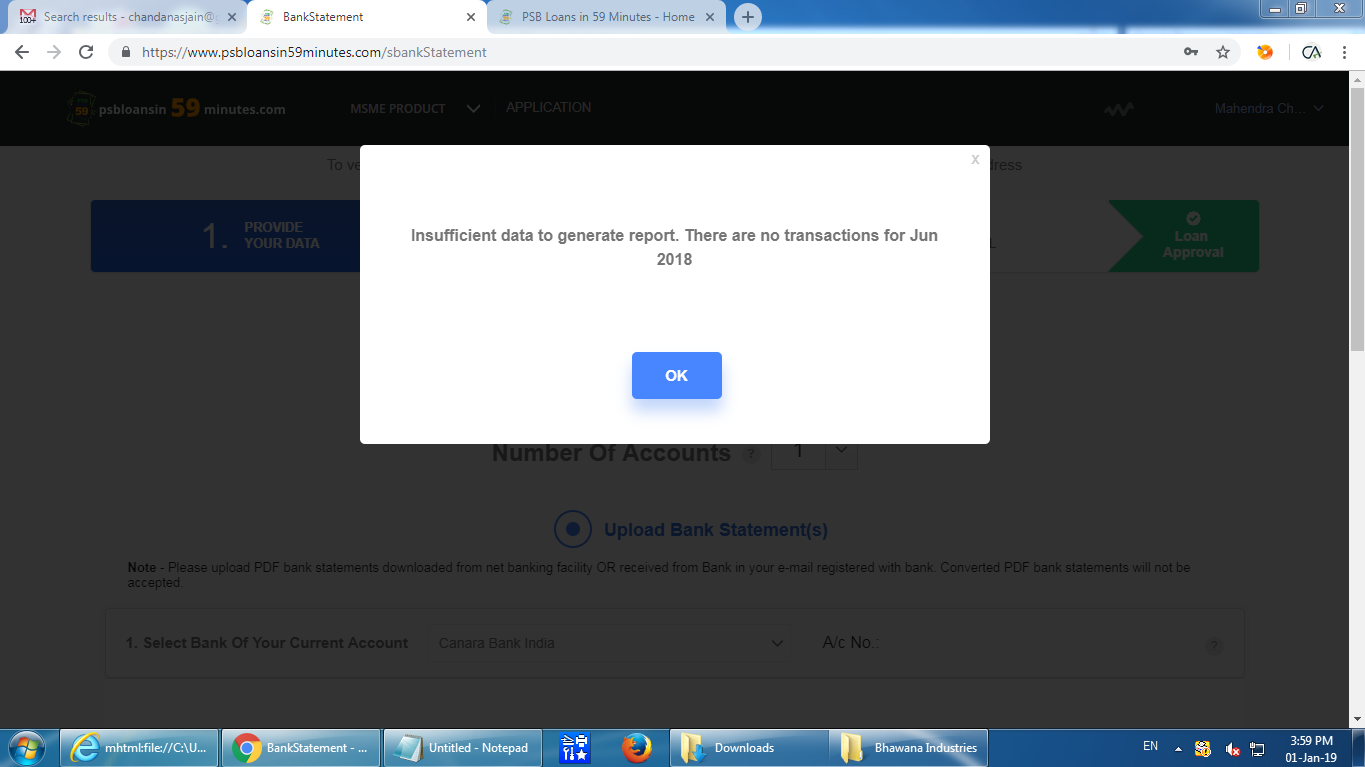 Search results - chandanasjain@g
BankStatement
PSB Loans in 59 Minutes - Home
https://www.psbloansin59minutes.com/sbankStatement
psbloansin 59 minutes.com
MSME PRODUCT
APPLICATION
Mahendra Ch...
To ve
dress
x
Insufficient data to generate report. There are no transactions for Jun
2018
OK
1. PROVIDE
YOUR DATA
Loan
Approval
Number Of Accounts ? 1
Upload Bank Statement(s)
Note - Please upload PDF bank statements downloaded from net banking facility OR received from Bank in your e-mail registered with bank. Converted PDF bank statements will not be
accepted.
1. Select Bank Of Your Current Account Canara Bank India A/c No.: ?
mhtml:file://C:\U...
BankStatement - ...
Untitled - Notepad
Downloads
Bhawana Industries
EN
3:59 PM
01-Jan-19